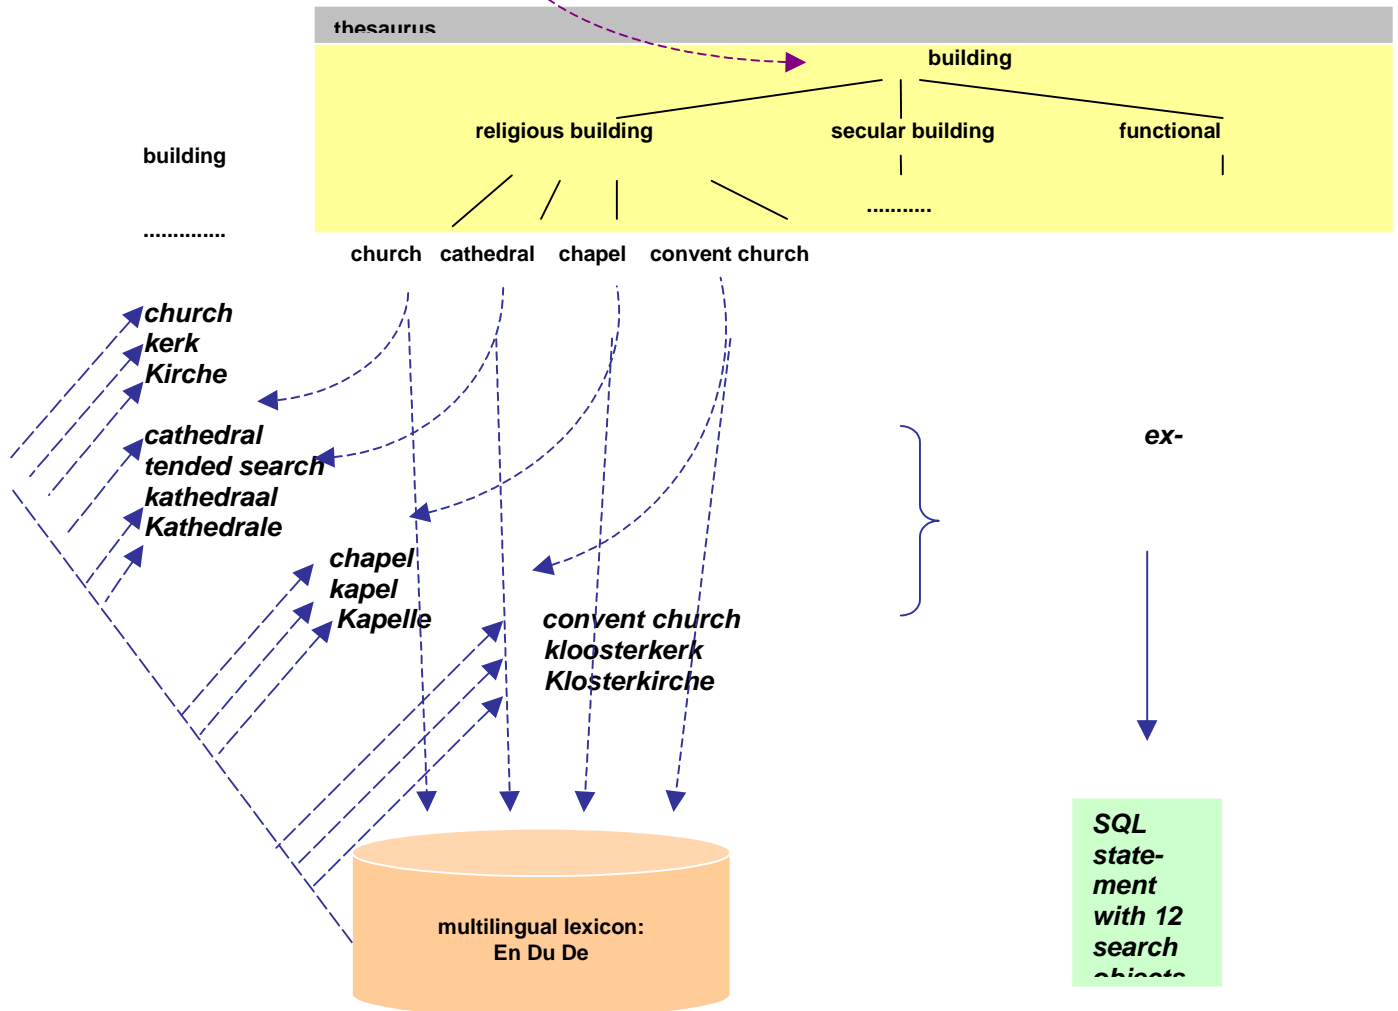 thesaurus
building
religious building secular building functional
building
...........
..............
church cathedral chapel convent church
church
kerk
Kirche
cathedral
tended search
kathedraal
Kathedrale
ex-
chapel
kapel
Kapelle
convent church
kloosterkerk
Klosterkirche
multilingual lexicon:
En Du De
SQL
state-
ment
with 12
search
objects